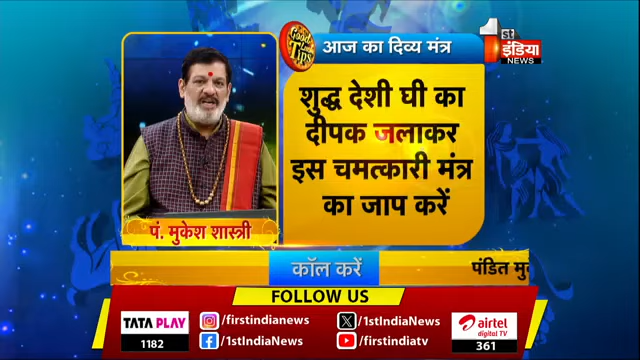 Good Luck Tips
आज का दिव्य मंत्र
1st
इंडिया
NEWS
शुद्ध देशी घी का
दीपक जलाकर
इस चमत्कारी मंत्र
का जाप करें
पं. मुकेश शास्त्री
कॉल करें
पंडित मु
FOLLOW US
TATA PLAY
1182
/firstindianews
/1stIndiaNews
/1stIndiaNews
/firstindiatv
airtel
digital TV
361